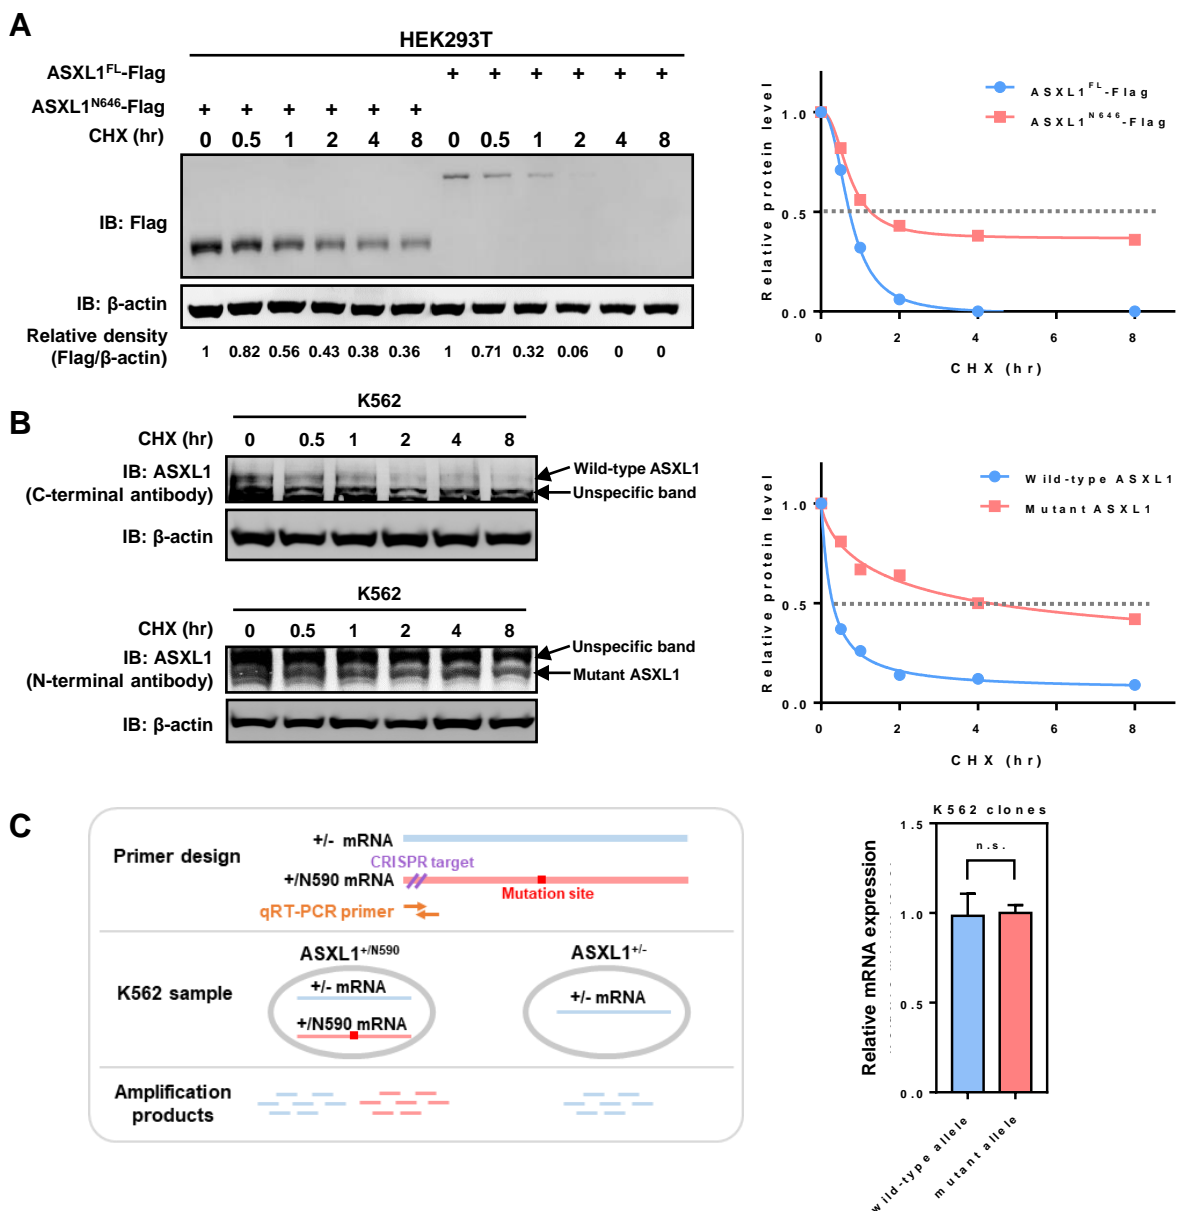 A
HEK293T
ASXL1FL-Flag + + + + + +
ASXL1N646-Flag + + + + + +
CHX (hr) 0 0.5 1 2 4 8 0 0.5 1 2 4 8
IB: Flag
IB: β-actin
Relative density
(Flag/β-actin)
1 0.82 0.56 0.43 0.38 0.36 1 0.71 0.32 0.06 0 0
Relative protein level
1.0
0.5
0.0
0 2 4 6 8
CHX (hr)
ASXL1FL-Flag
ASXL1N646-Flag
B
K562
CHX (hr) 0 0.5 1 2 4 8
IB: ASXL1
(C-terminal antibody)
Wild-type ASXL1
Unspecific band
IB: β-actin
K562
CHX (hr) 0 0.5 1 2 4 8
IB: ASXL1
(N-terminal antibody)
Unspecific band
Mutant ASXL1
IB: β-actin
Relative protein level
1.0
0.5
0.0
0 2 4 6 8
CHX (hr)
Wild-type ASXL1
Mutant ASXL1
C
Primer design
+/- mRNA
CRISPR target
+/N590 mRNA
Mutation site
qRT-PCR primer
K562 sample
ASXL1+/N590
+/- mRNA
+/N590 mRNA
ASXL1+/-
+/- mRNA
Amplification
products
K562 clones
Relative mRNA expression
1.5
1.0
0.5
0.0
n.s.
wild-type allele
mutant allele